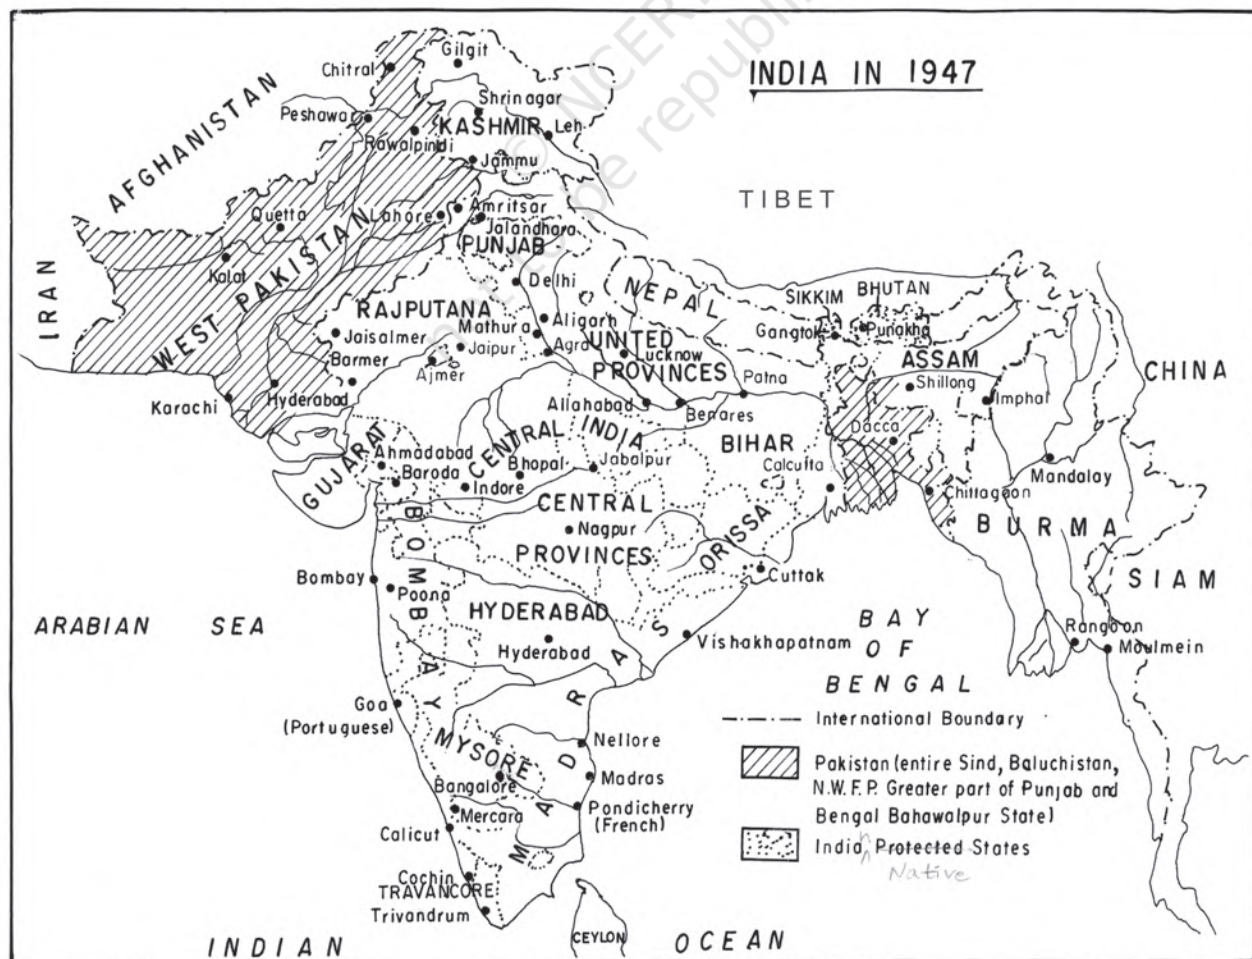 INDIA IN 1947
© NCERT
not to be republi
AFGHANISTAN
Chitral
Gilgit
Peshawar
Shrinagar
KASHMIR
Leh
Rawalpindi
Jammu
TIBET
Quetta
Lahore
Amritsar
Jalandhara
PUNJAB
Kalat
WEST PAKISTAN
IRAN
Delhi
NEPAL
SIKKIM
BHUTAN
RAJPUTANA
Mathura
Aligarh
Gangtok
Punakha
Jaisalmer
Jaipur
Agra
UNITED
PROVINCES
Lucknow
ASSAM
Barmer
Ajmer
Patna
Shillong
CHINA
Karachi
Hyderabad
Allahabad
Benares
Imphal
GUJARAT
CENTRAL INDIA
BIHAR
Dacca
Ahmadabad
Baroda
Bhopal
Jabalpur
Calcutta
Mandalay
Indore
Chittagoon
CENTRAL
PROVINCES
Nagpur
ORISSA
BURMA
BOMBAY
Bombay
Poona
Cuttak
SIAM
ARABIAN SEA
HYDERABAD
Hyderabad
Vishakhapatnam
BAY
OF
BENGAL
Rangoon
Moulmein
Goa
(Portuguese)
MADRAS
MYSORE
Nellore
Bangalore
Madras
Mercara
Pondicherry
(French)
Calicut
Cochin
TRAVANCORE
Trivandrum
CEYLON
INDIAN OCEAN
International Boundary
Pakistan (entire Sind, Baluchistan,
N.W.F.P. Greater part of Punjab and
Bengal Bahawalpur State)
India n Protected States
Native